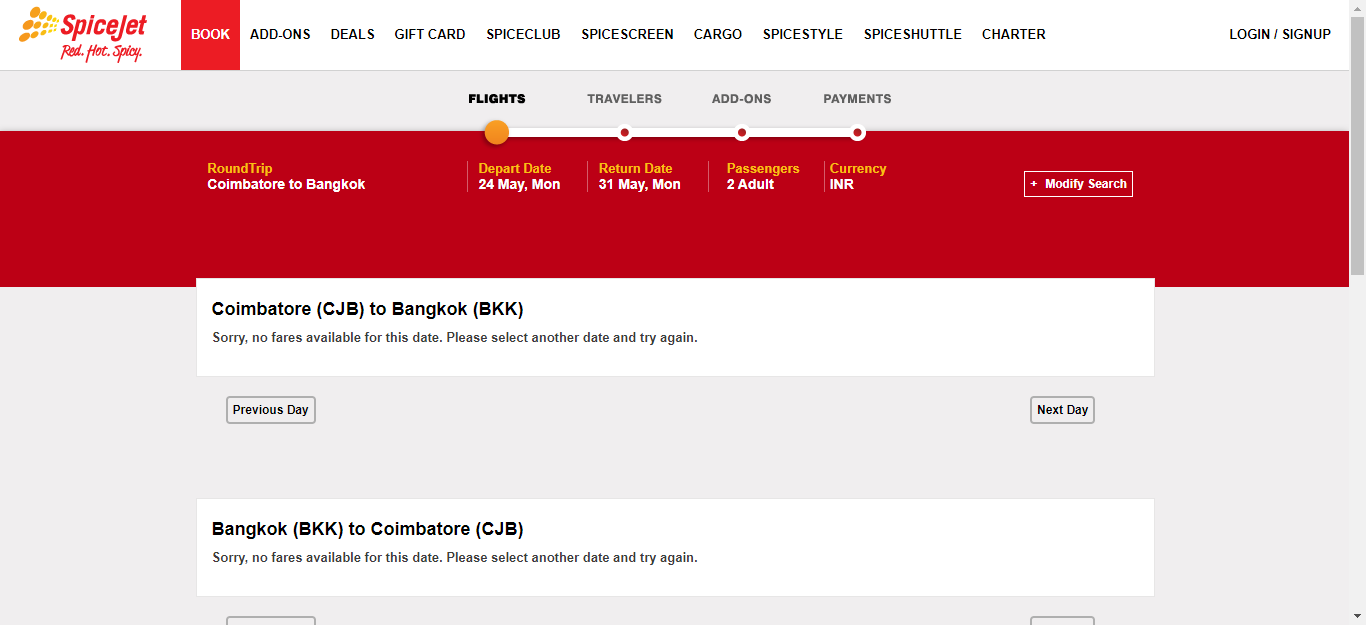 SpiceJet
Red. Hot. Spicy.
BOOK ADD-ONS DEALS GIFT CARD SPICECLUB SPICESCREEN CARGO SPICESTYLE SPICESHUTTLE CHARTER LOGIN / SIGNUP
FLIGHTS TRAVELERS ADD-ONS PAYMENTS
RoundTrip Depart Date Return Date Passengers Currency
Coimbatore to Bangkok 24 May, Mon 31 May, Mon 2 Adult INR
+ Modify Search
Coimbatore (CJB) to Bangkok (BKK)
Sorry, no fares available for this date. Please select another date and try again.
Previous Day Next Day
Bangkok (BKK) to Coimbatore (CJB)
Sorry, no fares available for this date. Please select another date and try again.